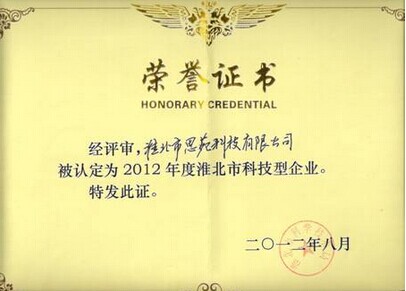 荣誉证书
HONORARY CREDENTIAL
经评审,淮北市思苑科技有限公司
被认定为2012年度淮北市科技型企业。
特发此证。
二〇一二年八月